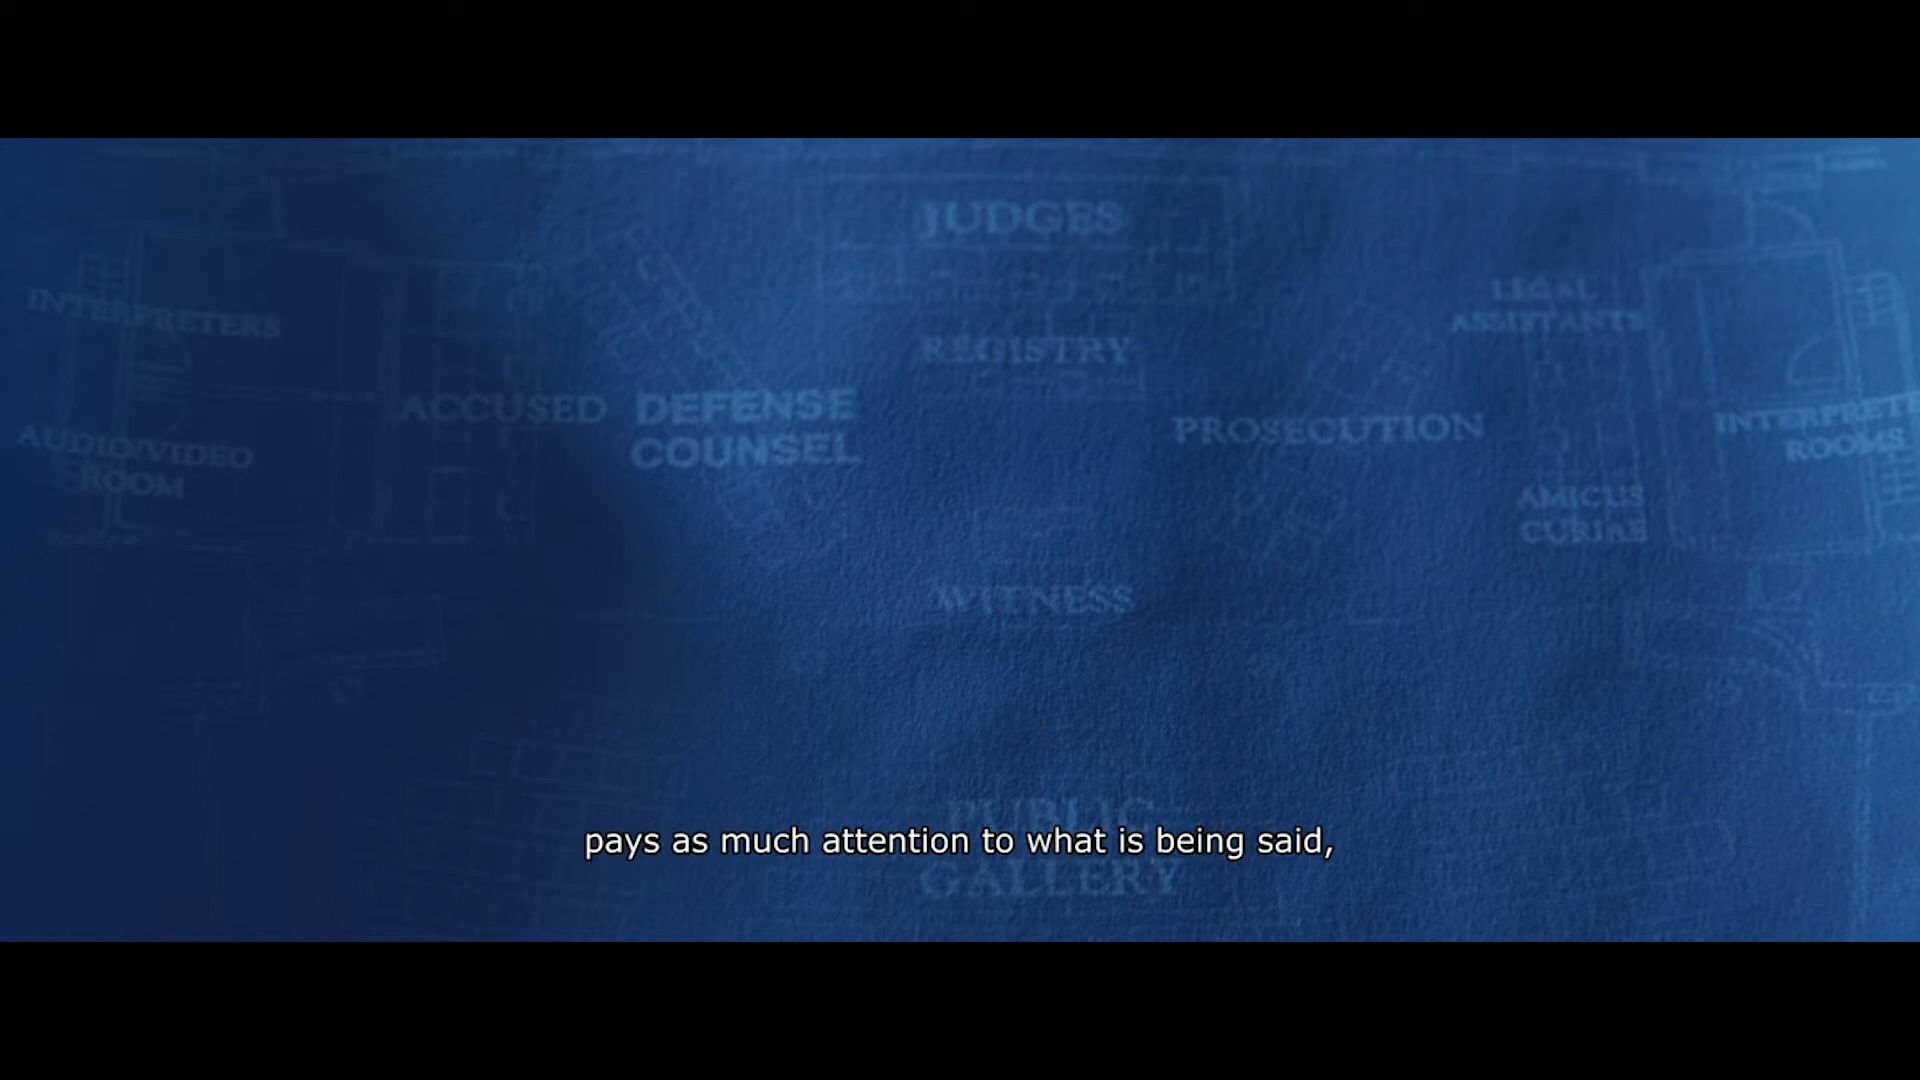 JUDGES
INTERPRETERS
LEGAL
ASSISTANTS
REGISTRY
ACCUSED
DEFENSE
COUNSEL
PROSECUTION
AUDIO/VIDEO
ROOM
INTERPRETE
ROOMS
AMICUS
CURIAE
WITNESS
PUBLIC
pays as much attention to what is being said,
GALLERY